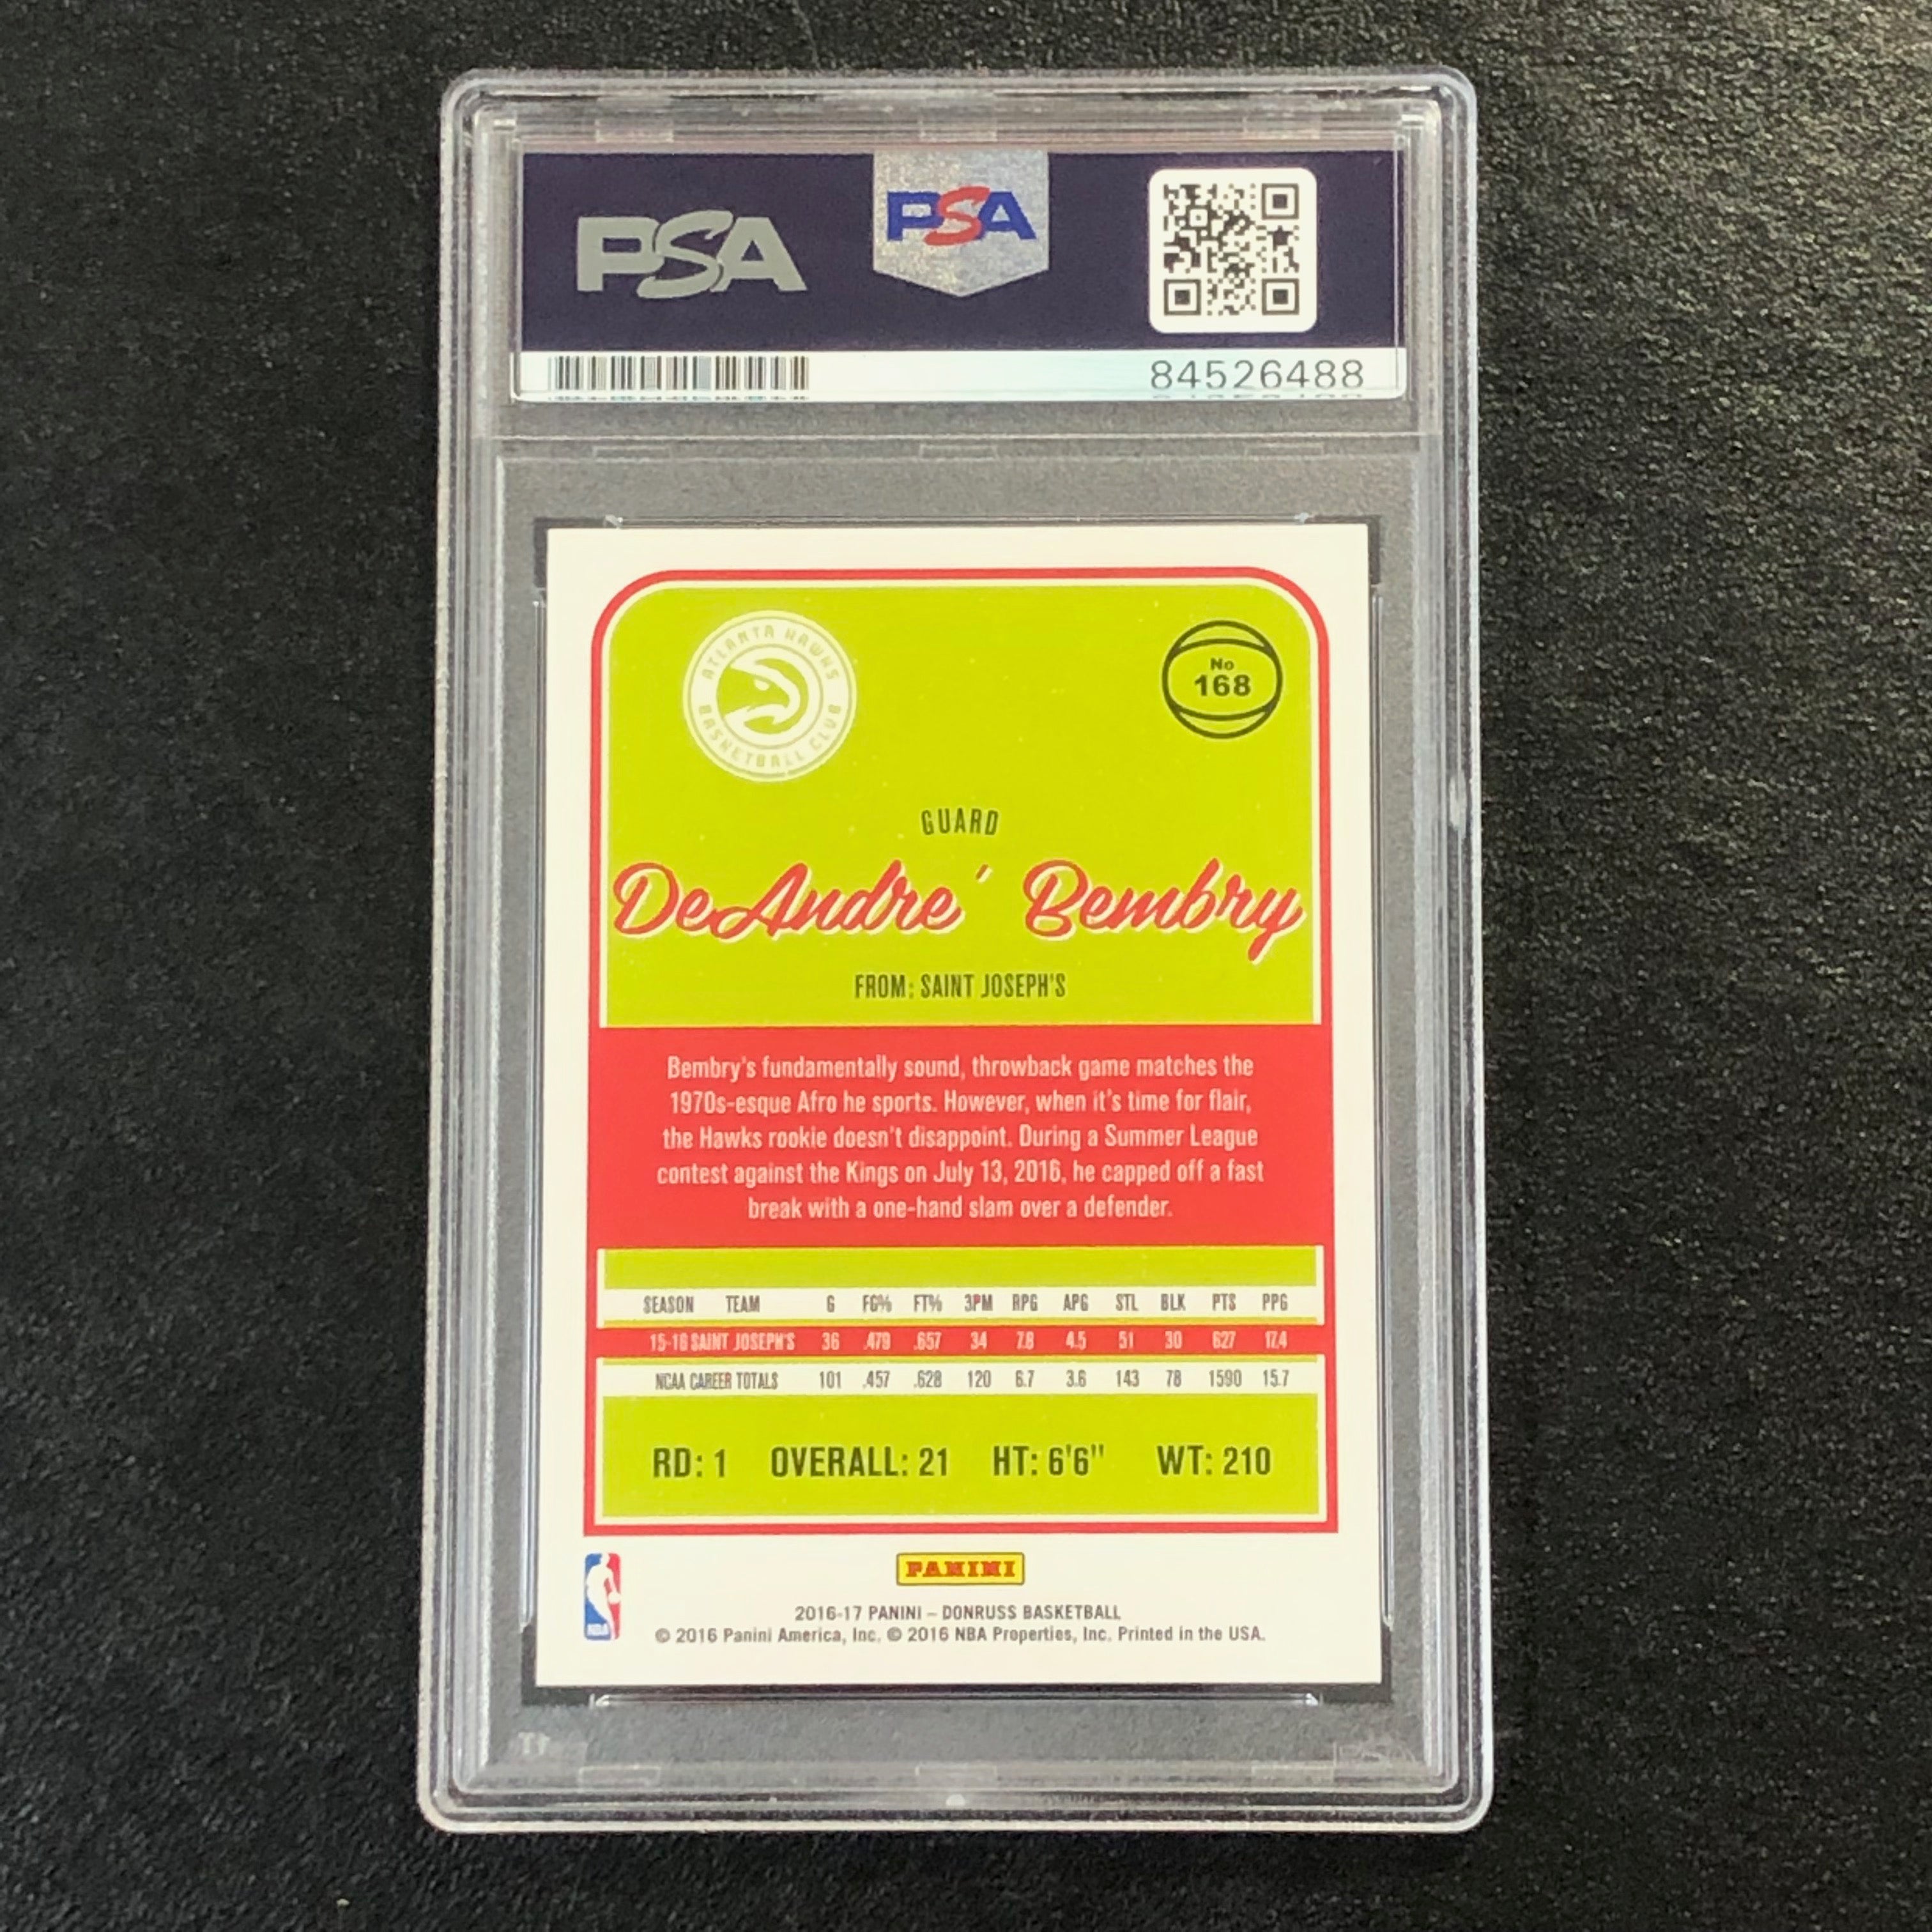 PSA
PSA
84526488
ATLANTA HAWKS
BASKETBALL CLUB
No
168
GUARD
DeAndre' Bembry
FROM: SAINT JOSEPH'S
Bembry's fundamentally sound, throwback game matches the
1970s-esque Afro he sports. However, when it's time for flair,
the Hawks rookie doesn't disappoint. During a Summer League
contest against the Kings on July 13, 2016, he capped off a fast
break with a one-hand slam over a defender.
SEASON TEAM G FG% FT% 3PM RPG APG STL BLK PTS PPG
15-16 SAINT JOSEPH'S 36 .479 .657 34 7.8 4.5 51 30 627 17.4
NCAA CAREER TOTALS 101 .457 .628 120 6.7 3.6 143 78 1590 15.7
RD: 1 OVERALL: 21 HT: 6'6" WT: 210
NBA
PANINI
2016-17 PANINI – DONRUSS BASKETBALL
© 2016 Panini America, Inc. © 2016 NBA Properties, Inc. Printed in the USA.